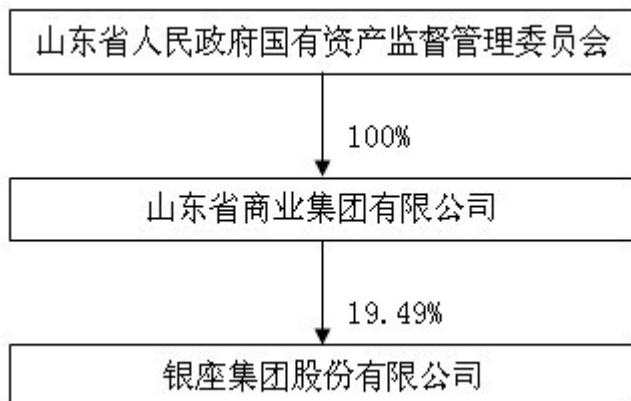 山东省人民政府国有资产监督管理委员会
100%
山东省商业集团有限公司
19.49%
银座集团股份有限公司